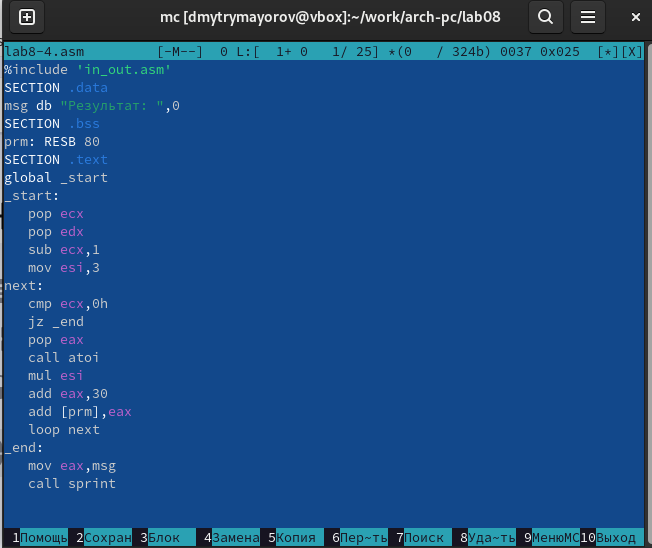 mc [dmytrymayorov@vbox]:~/work/arch-pc/lab08
lab8-4.asm [-M--] 0 L:[ 1+ 0 1/ 25] *(0 / 324b) 0037 0x025 [*][X]
%include 'in_out.asm'
SECTION .data
msg db "Результат: ",0
SECTION .bss
prm: RESB 80
SECTION .text
global _start
_start:
pop ecx
pop edx
sub ecx,1
mov esi,3
next:
cmp ecx,0h
jz _end
pop eax
call atoi
mul esi
add eax,30
add [prm],eax
loop next
_end:
mov eax,msg
call sprint
1Помощь 2Сохран 3Блок 4Замена 5Копия 6Пер~ть 7Поиск 8Уда~ть 9МенюMC 10Выход